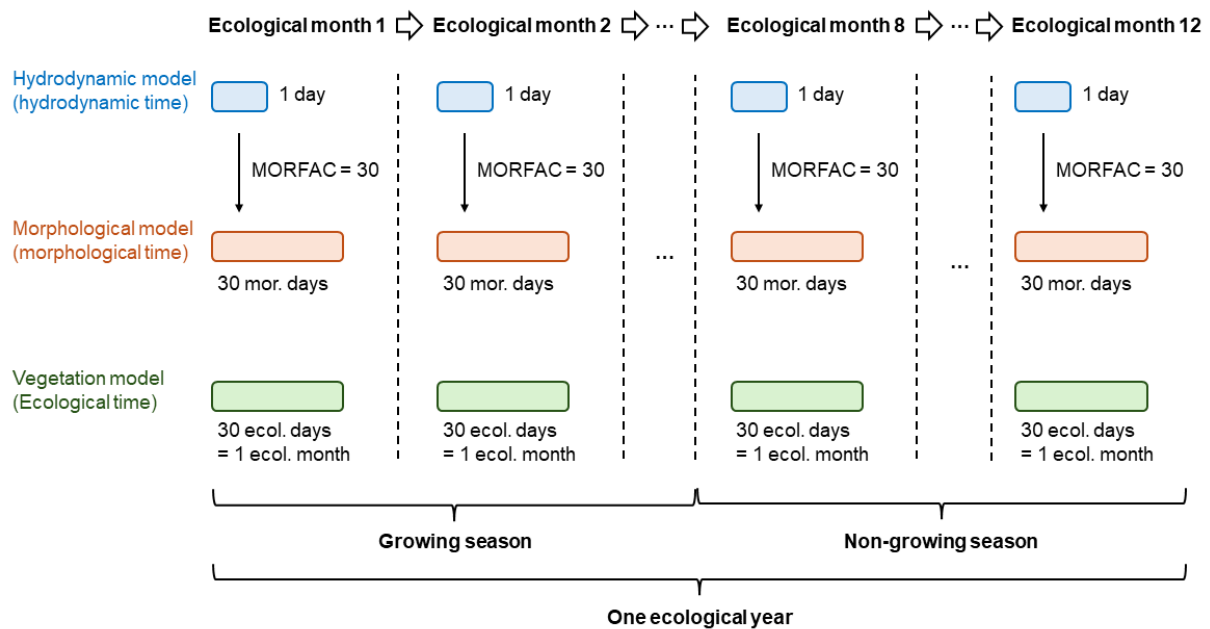 Ecological month 1 Ecological month 2 ... Ecological month 8 ... Ecological month 12
Hydrodynamic model
(hydrodynamic time)
1 day 1 day 1 day 1 day
MORFAC = 30 MORFAC = 30 MORFAC = 30 MORFAC = 30
Morphological model
(morphological time)
... ...
30 mor. days 30 mor. days 30 mor. days 30 mor. days
Vegetation model
(Ecological time)
30 ecol. days 30 ecol. days 30 ecol. days 30 ecol. days
= 1 ecol. month = 1 ecol. month = 1 ecol. month = 1 ecol. month
Growing season Non-growing season
One ecological year